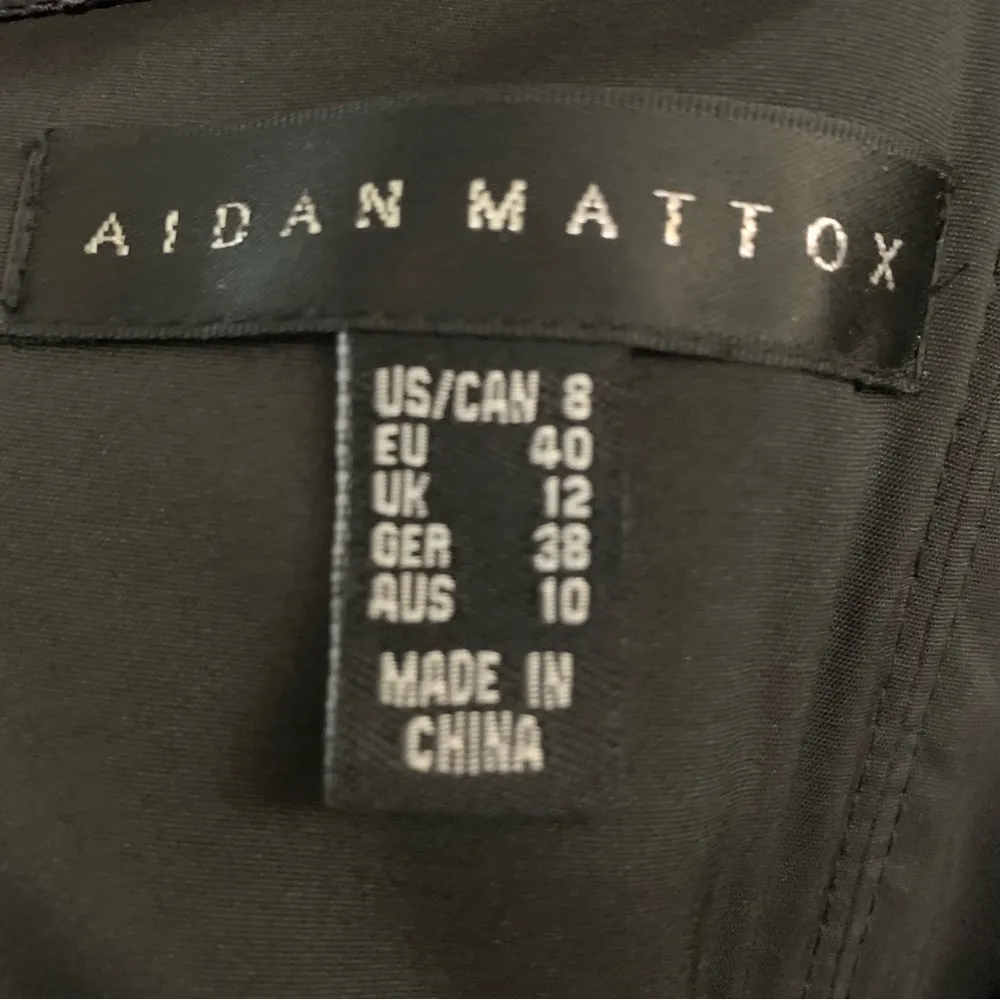 AIDAN MATTOX
US/CAN 8
EU 40
UK 12
GER 38
AUS 10
MADE IN
CHINA